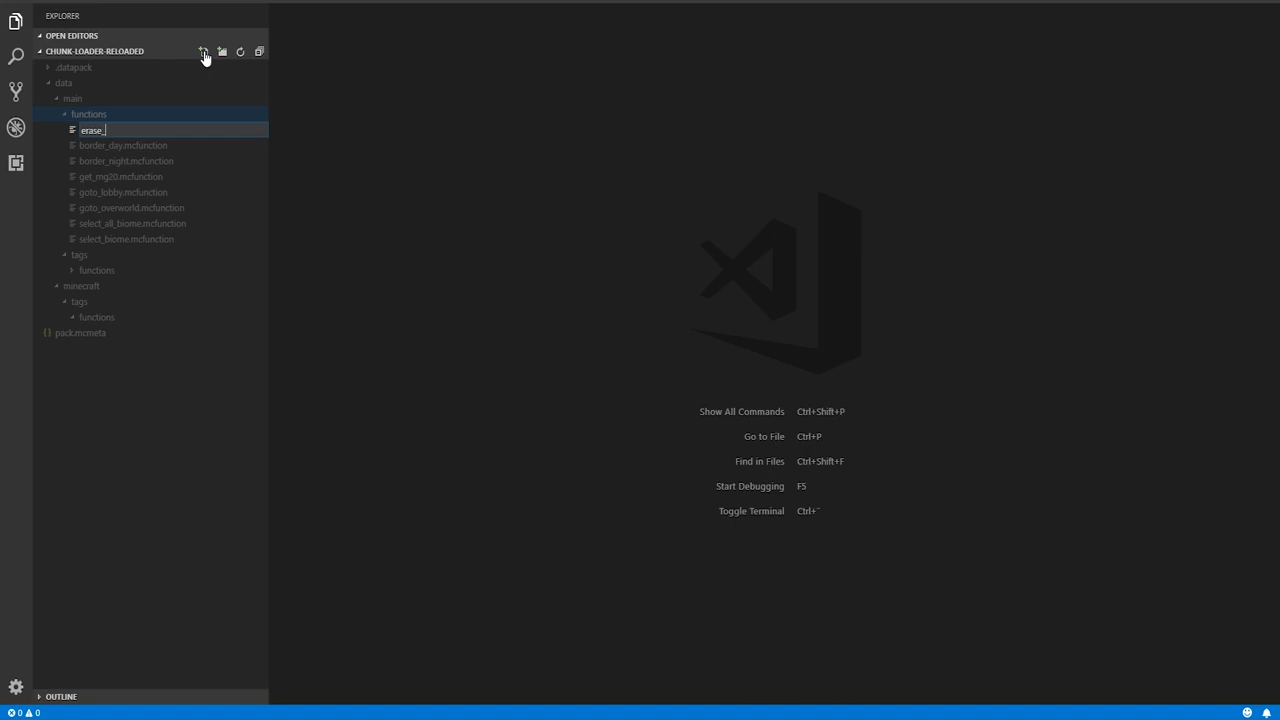 EXPLORER
OPEN EDITORS
CHUNK-LOADER-RELOADED
.datapack
data
main
functions
erase_
border_day.mcfunction
border_night.mcfunction
get_rng20.mcfunction
goto_lobby.mcfunction
goto_overworld.mcfunction
select_all_biome.mcfunction
select_biome.mcfunction
tags
functions
minecraft
tags
functions
{} pack.mcmeta
Show All Commands Ctrl+Shift+P
Go to File Ctrl+P
Find in Files Ctrl+Shift+F
Start Debugging F5
Toggle Terminal Ctrl+¨
OUTLINE
0 0